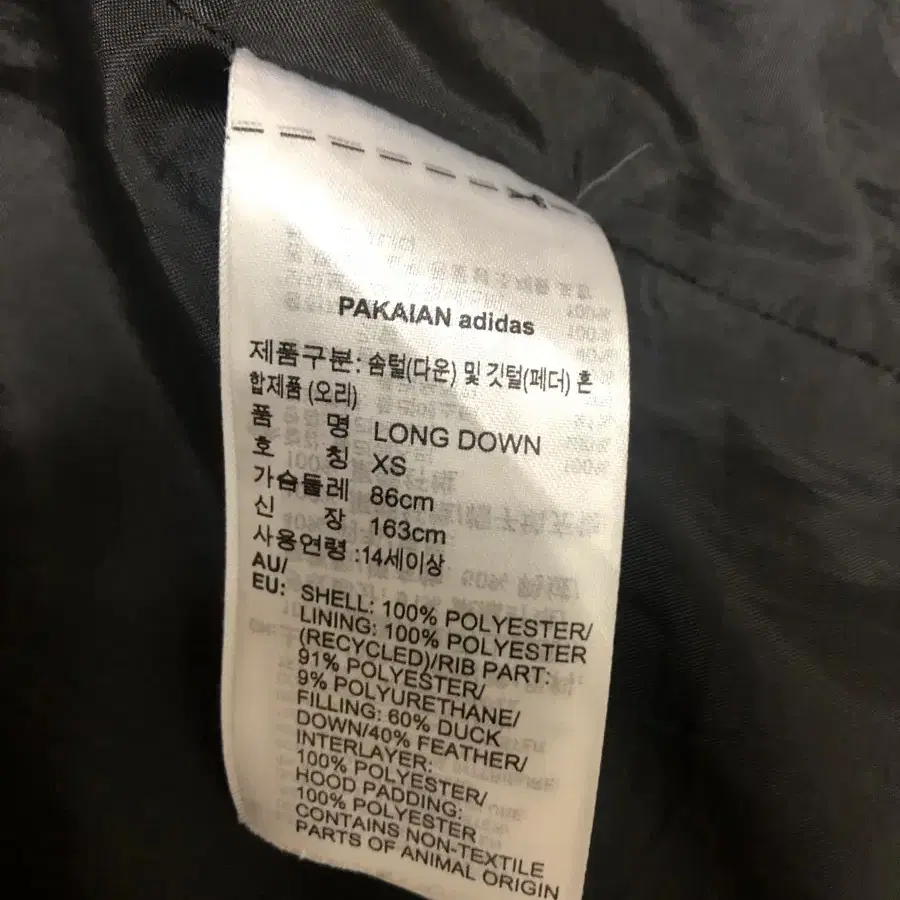 PAKAIAN adidas
제품구분: 솜털(다운) 및 깃털(페더) 혼
합제품 (오리)
품 명 LONG DOWN
호 칭 XS
가슴둘레 86cm
신 장 163cm
사용연령 :14세이상
AU/
EU: SHELL: 100% POLYESTER/
LINING: 100% POLYESTER
(RECYCLED)/RIB PART:
91% POLYESTER/
9% POLYURETHANE/
FILLING: 60% DUCK
DOWN/40% FEATHER/
INTERLAYER:
100% POLYESTER/
HOOD PADDING:
100% POLYESTER
CONTAINS NON-TEXTILE
PARTS OF ANIMAL ORIGIN